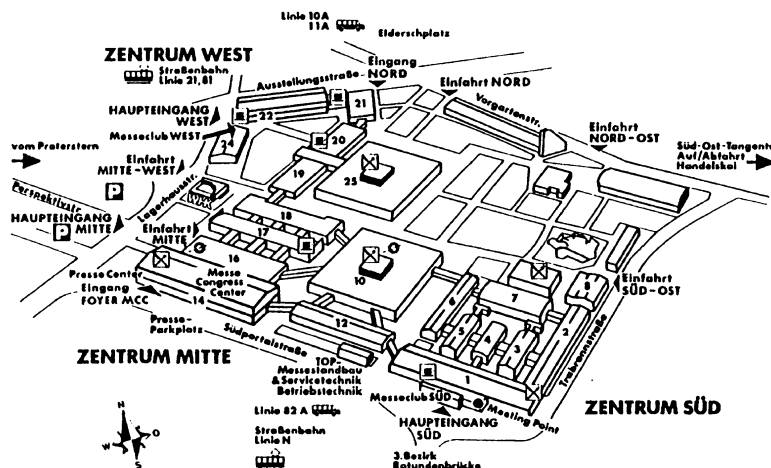 Linie 10A
11A
Elderschplatz
ZENTRUM WEST
Straßenbahn
Linie 21,81
Ausstellungsstraße
Eingang
NORD
Einfahrt NORD
Vorgartenstr.
HAUPTEINGANG
WEST
Messeclub WEST
22
21
20
24
Einfahrt
NORD-OST
Süd-Ost-Tangente
Auf/Abfahrt
Handelskai
vom Praterstern
Einfahrt
MITTE-WEST
19
25
P
Perspektivstr.
Lagerhausstr.
HAUPTEINGANG
MITTE
P
18
17
Einfahrt
MITTE
16
Messe
Congress
Center
10
Presse Center
Eingang
FOYER MCC
14
Presse-
Parkplatz
Südportalstraße
12
6
7
8
5
4
3
2
1
Einfahrt
SÜD-OST
Trabrennstraße
ZENTRUM MITTE
TOP-
Messestandbau
& Servicetechnik
Betriebstechnik
Messeclub SÜD
Meeting Point
ZENTRUM SÜD
HAUPTEINGANG
SÜD
Linie 82 A
Straßenbahn
Linie N
3. Bezirk
Rotundenbrücke
N
W
O
S